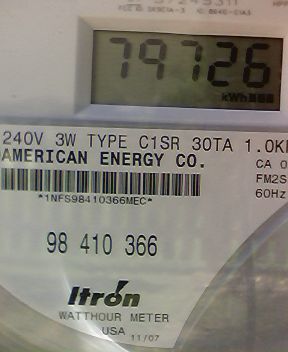 79726
kWh
240V 3W TYPE C1SR 30TA 1.0K
AMERICAN ENERGY CO.
CA 0
FM2S
60Hz
*1NFS98410366MEC*
98 410 366
Itrón
WATTHOUR METER
USA
11/07